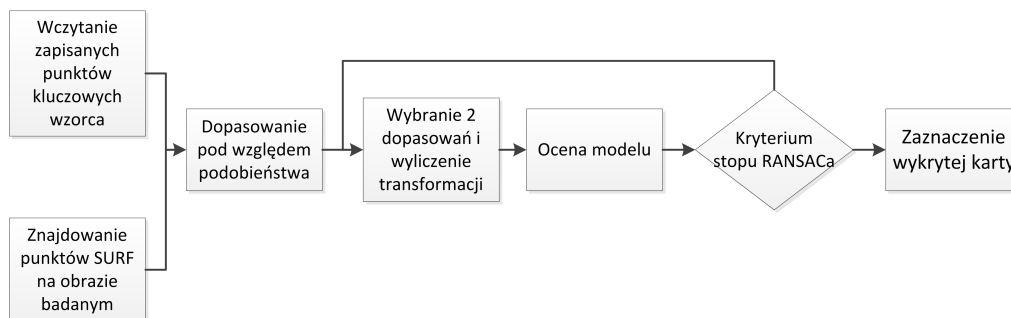 Wczytanie
zapisanych
punktów
kluczowych
wzorca
Znajdowanie
punktów SURF
na obrazie
badanym
Dopasowanie
pod względem
podobieństwa
Wybranie 2
dopasowań i
wyliczenie
transformacji
Ocena modelu
Kryterium
stopu RANSACa
Zaznaczenie
wykrytej karty